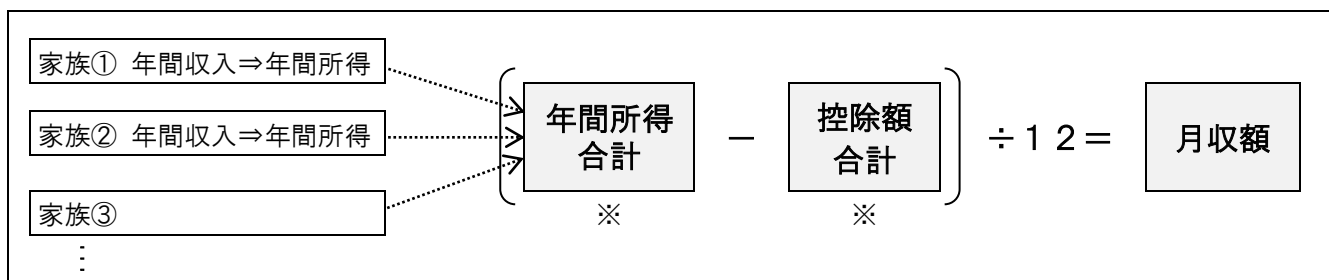 家族① 年間収入⇒年間所得
家族② 年間収入⇒年間所得
家族③
⋮
(年間所得
合計
※
－
控除額
合計)
※
÷１２＝
月収額